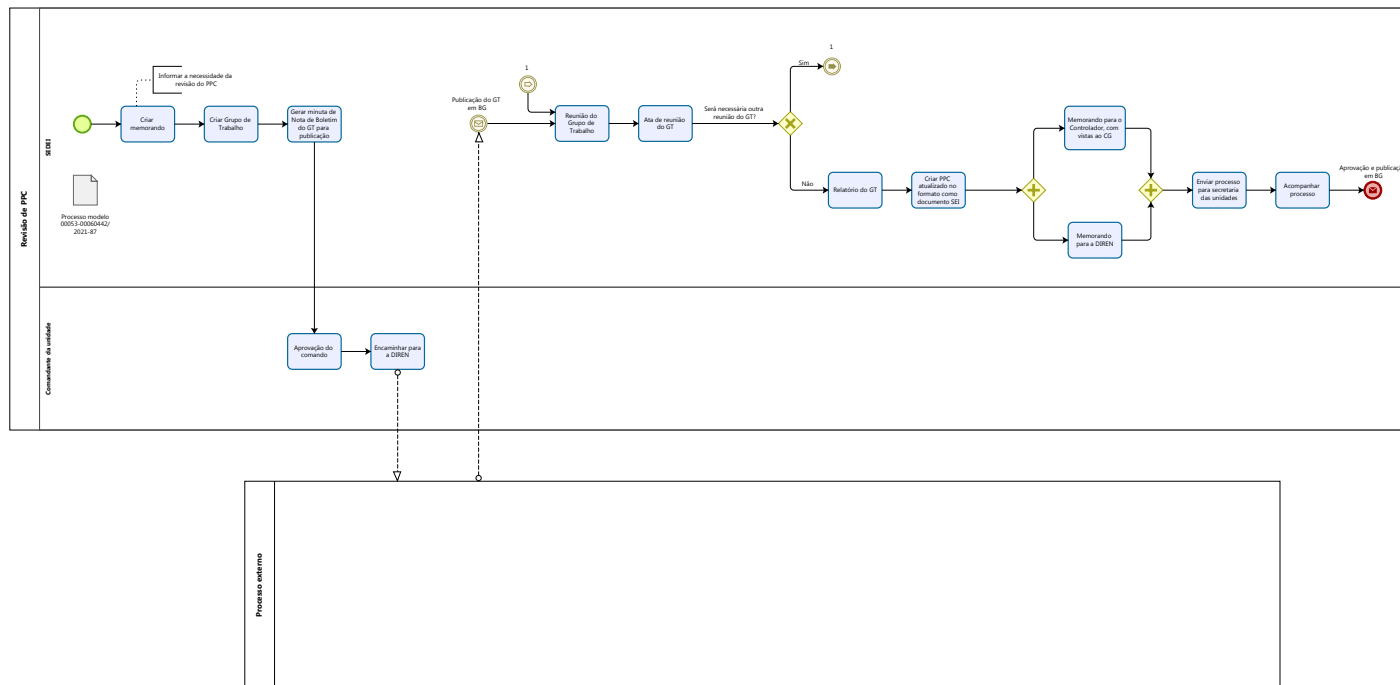 Revisão de PPC
SEDEI
Informar a necessidade da
revisão do PPC
Criar
memorando
Criar Grupo de
Trabalho
Gerar minuta de
Nota de Boletim
do GT para
publicação
Processo modelo
00053-00060442/
2021-87
Publicação do GT
em BG
1
Reunião do
Grupo de
Trabalho
Ata de reunião
do GT
Será necessária outra
reunião do GT?
Sim
1
Não
Relatório do GT
Criar PPC
atualizado no
formato como
documento SEI
Memorando para o
Controlador, com
vistas ao CG
Memorando
para a DIREN
Enviar processo
para secretaria
das unidades
Acompanhar
processo
Aprovação e publicaçã
em BG
Comandante da unidade
Aprovação do
comando
Encaminhar para
a DIREN
Processo externo